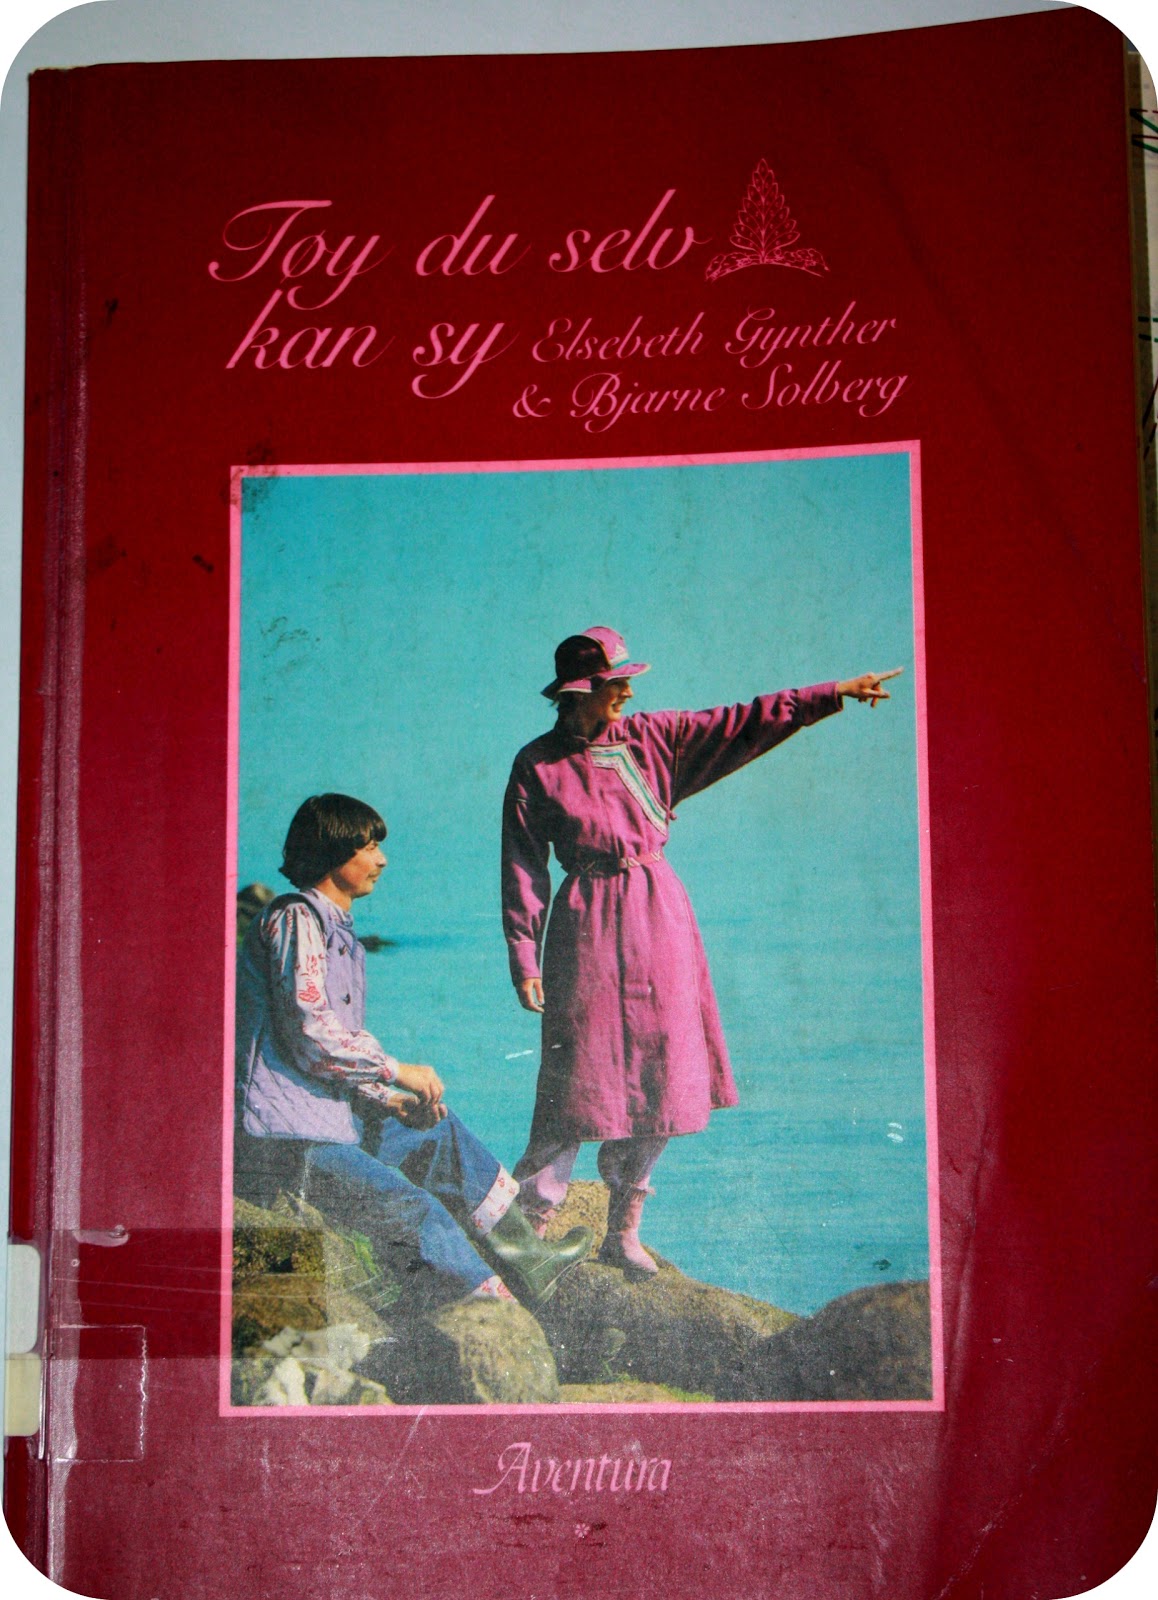 Tøy du selv
kan sy Elsebeth Gynther
& Bjarne Solberg
Aventura